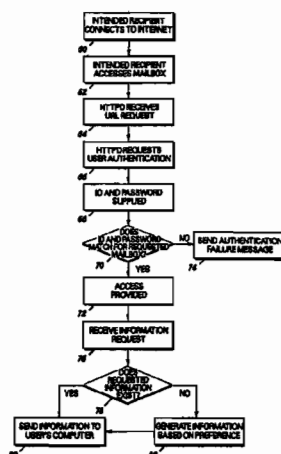 INTENDED RECIPIENT
CONNECTS TO INTERNET
60
INTENDED RECIPIENT
ACCESSES MAILBOX
62
HTTPD RECEIVES
URL REQUEST
64
HTTPD REQUESTS
USER AUTHENTICATION
66
ID AND PASSWORD
SUPPLIED
68
DOES
ID AND PASSWORD
MATCH FOR REQUESTED
MAILBOX?
70
NO
SEND AUTHENTICATION
FAILURE MESSAGE
74
YES
ACCESS
PROVIDED
72
RECEIVE INFORMATION
REQUEST
76
DOES
REQUESTED
INFORMATION
EXIST?
78
YES
NO
SEND INFORMATION TO
USER'S COMPUTER
GENERATE INFORMATION
BASED ON PREFERENCE